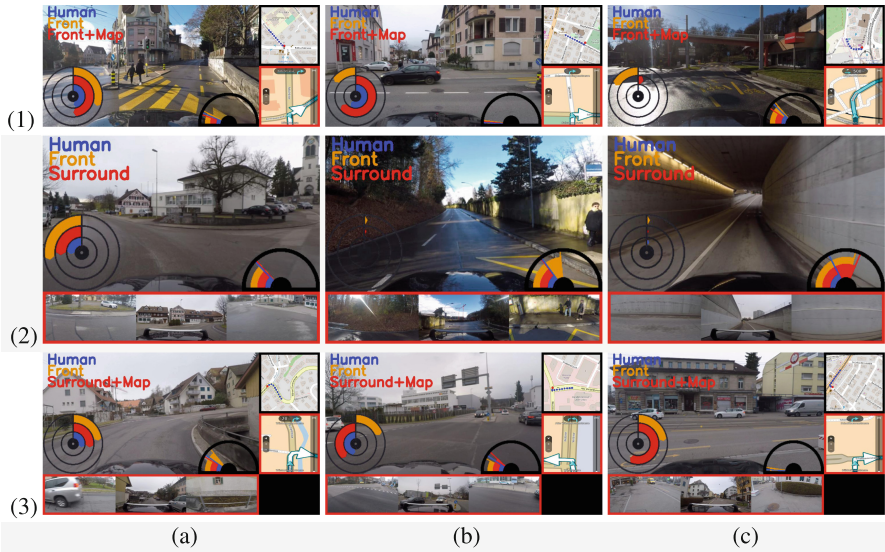 Human
Front
Front+Map
Human
Front
Front+Map
Human
Front
Front+Map
(1)
Human
Front
Surround
Human
Front
Surround
Human
Front
Surround
(2)
Human
Front
Surround+Map
Human
Front
Surround+Map
Human
Front
Surround+Map
(3)
(a) (b) (c)